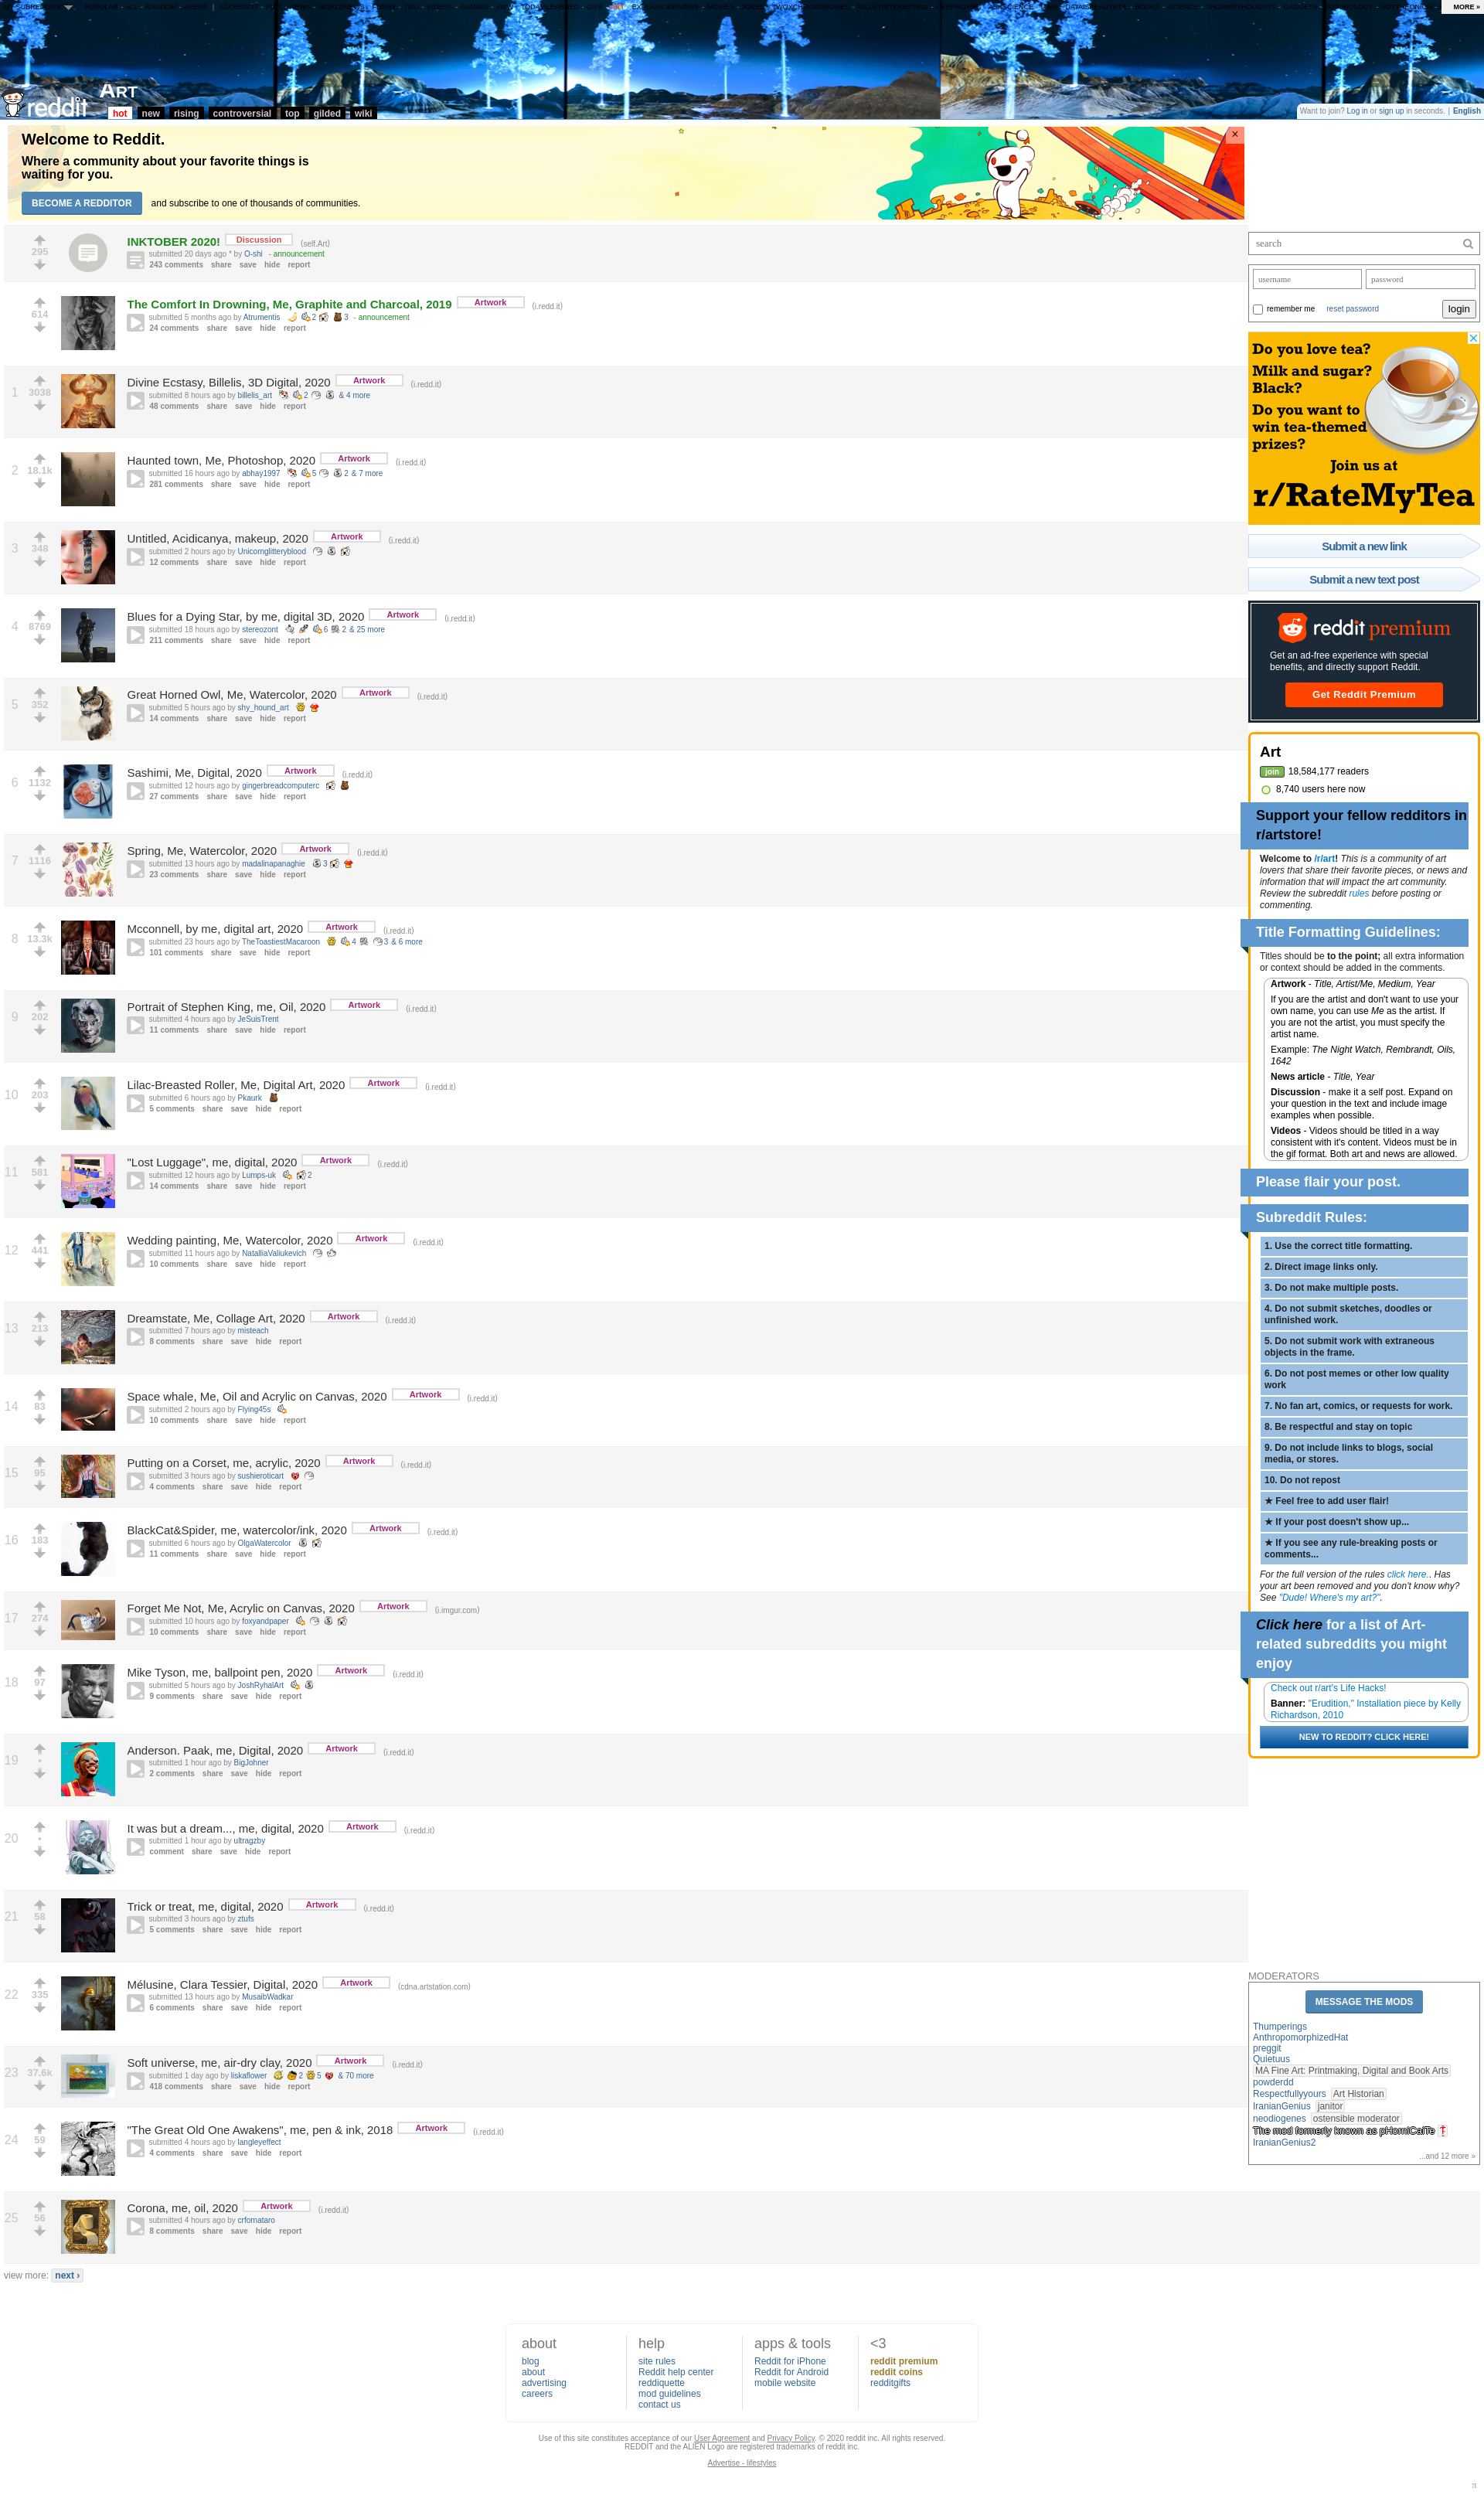 MORE »
ART
reddit
hot new rising controversial top gilded wiki
Want to join? Log in or sign up in seconds. | English
Welcome to Reddit.
Where a community about your favorite things is
waiting for you.
BECOME A REDDITOR and subscribe to one of thousands of communities.
295
INKTOBER 2020! Discussion (self.Art)
submitted 20 days ago * by O-shi - announcement
243 comments share save hide report
614
The Comfort In Drowning, Me, Graphite and Charcoal, 2019 Artwork (i.redd.it)
submitted 5 months ago by Atrumentis 2 3 - announcement
24 comments share save hide report
1 3038
Divine Ecstasy, Billelis, 3D Digital, 2020 Artwork (i.redd.it)
submitted 8 hours ago by billelis_art 2 & 4 more
48 comments share save hide report
2 18.1k
Haunted town, Me, Photoshop, 2020 Artwork (i.redd.it)
submitted 16 hours ago by abhay1997 5 2 & 7 more
281 comments share save hide report
3 348
Untitled, Acidicanya, makeup, 2020 Artwork (i.redd.it)
submitted 2 hours ago by Unicornglitteryblood
12 comments share save hide report
4 8769
Blues for a Dying Star, by me, digital 3D, 2020 Artwork (i.redd.it)
submitted 18 hours ago by stereozont 6 2 & 25 more
211 comments share save hide report
5 352
Great Horned Owl, Me, Watercolor, 2020 Artwork (i.redd.it)
submitted 5 hours ago by shy_hound_art
14 comments share save hide report
6 1132
Sashimi, Me, Digital, 2020 Artwork (i.redd.it)
submitted 12 hours ago by gingerbreadcomputerc
27 comments share save hide report
7 1116
Spring, Me, Watercolor, 2020 Artwork (i.redd.it)
submitted 13 hours ago by madalinapanaghie 3
23 comments share save hide report
8 13.3k
Mcconnell, by me, digital art, 2020 Artwork (i.redd.it)
submitted 23 hours ago by TheToastiestMacaroon 4 3 & 6 more
101 comments share save hide report
9 202
Portrait of Stephen King, me, Oil, 2020 Artwork (i.redd.it)
submitted 4 hours ago by JeSuisTrent
11 comments share save hide report
10 203
Lilac-Breasted Roller, Me, Digital Art, 2020 Artwork (i.redd.it)
submitted 6 hours ago by Pkaurk
5 comments share save hide report
11 581
"Lost Luggage", me, digital, 2020 Artwork (i.redd.it)
submitted 12 hours ago by Lumps-uk 2
14 comments share save hide report
12 441
Wedding painting, Me, Watercolor, 2020 Artwork (i.redd.it)
submitted 11 hours ago by NatalliaValiukevich
10 comments share save hide report
13 213
Dreamstate, Me, Collage Art, 2020 Artwork (i.redd.it)
submitted 7 hours ago by misteach
8 comments share save hide report
14 83
Space whale, Me, Oil and Acrylic on Canvas, 2020 Artwork (i.redd.it)
submitted 2 hours ago by Flying45s
10 comments share save hide report
15 95
Putting on a Corset, me, acrylic, 2020 Artwork (i.redd.it)
submitted 3 hours ago by sushieroticart
4 comments share save hide report
16 183
BlackCat&Spider, me, watercolor/ink, 2020 Artwork (i.redd.it)
submitted 6 hours ago by OlgaWatercolor
11 comments share save hide report
17 274
Forget Me Not, Me, Acrylic on Canvas, 2020 Artwork (i.imgur.com)
submitted 10 hours ago by foxyandpaper
10 comments share save hide report
18 97
Mike Tyson, me, ballpoint pen, 2020 Artwork (i.redd.it)
submitted 5 hours ago by JoshRyhalArt
9 comments share save hide report
19 •
Anderson. Paak, me, Digital, 2020 Artwork (i.redd.it)
submitted 1 hour ago by BigJohner
2 comments share save hide report
20 •
It was but a dream..., me, digital, 2020 Artwork (i.redd.it)
submitted 1 hour ago by ultragzby
comment share save hide report
21 58
Trick or treat, me, digital, 2020 Artwork (i.redd.it)
submitted 3 hours ago by ztufs
5 comments share save hide report
22 335
Mélusine, Clara Tessier, Digital, 2020 Artwork (cdna.artstation.com)
submitted 13 hours ago by MusaibWadkar
6 comments share save hide report
23 37.6k
Soft universe, me, air-dry clay, 2020 Artwork (i.redd.it)
submitted 1 day ago by liskaflower 2 5 & 70 more
418 comments share save hide report
24 59
"The Great Old One Awakens", me, pen & ink, 2018 Artwork (i.redd.it)
submitted 4 hours ago by langleyeffect
4 comments share save hide report
25 56
Corona, me, oil, 2020 Artwork (i.redd.it)
submitted 4 hours ago by crfornataro
8 comments share save hide report
view more: next ›
search
username password
remember me reset password login
Do you love tea?
Milk and sugar?
Black?
Do you want to
win tea-themed
prizes?
Join us at
r/RateMyTea
Submit a new link
Submit a new text post
reddit premium
Get an ad-free experience with special
benefits, and directly support Reddit.
Get Reddit Premium
Art
join 18,584,177 readers
8,740 users here now
Support your fellow redditors in
r/artstore!
Welcome to /r/art! This is a community of art
lovers that share their favorite pieces, or news and
information that will impact the art community.
Review the subreddit rules before posting or
commenting.
Title Formatting Guidelines:
Titles should be to the point; all extra information
or context should be added in the comments.
Artwork - Title, Artist/Me, Medium, Year
If you are the artist and don't want to use your
own name, you can use Me as the artist. If
you are not the artist, you must specify the
artist name.
Example: The Night Watch, Rembrandt, Oils,
1642
News article - Title, Year
Discussion - make it a self post. Expand on
your question in the text and include image
examples when possible.
Videos - Videos should be titled in a way
consistent with it's content. Videos must be in
the gif format. Both art and news are allowed.
Please flair your post.
Subreddit Rules:
1. Use the correct title formatting.
2. Direct image links only.
3. Do not make multiple posts.
4. Do not submit sketches, doodles or
unfinished work.
5. Do not submit work with extraneous
objects in the frame.
6. Do not post memes or other low quality
work
7. No fan art, comics, or requests for work.
8. Be respectful and stay on topic
9. Do not include links to blogs, social
media, or stores.
10. Do not repost
★ Feel free to add user flair!
★ If your post doesn't show up...
★ If you see any rule-breaking posts or
comments...
For the full version of the rules click here.. Has
your art been removed and you don't know why?
See "Dude! Where's my art?".
Click here for a list of Art-
related subreddits you might
enjoy
Check out r/art's Life Hacks!
Banner: "Erudition," Installation piece by Kelly
Richardson, 2010
NEW TO REDDIT? CLICK HERE!
MODERATORS
MESSAGE THE MODS
Thumperings
AnthropomorphizedHat
preggit
Quietuus
MA Fine Art: Printmaking, Digital and Book Arts
powderdd
Respectfullyyours Art Historian
IranianGenius janitor
neodiogenes ostensible moderator
The mod formerly known as pHorniCaiTe
IranianGenius2
...and 12 more »
about
blog
about
advertising
careers
help
site rules
Reddit help center
reddiquette
mod guidelines
contact us
apps & tools
Reddit for iPhone
Reddit for Android
mobile website
<3
reddit premium
reddit coins
redditgifts
Use of this site constitutes acceptance of our User Agreement and Privacy Policy. © 2020 reddit inc. All rights reserved.
REDDIT and the ALIEN Logo are registered trademarks of reddit inc.
Advertise - lifestyles
π